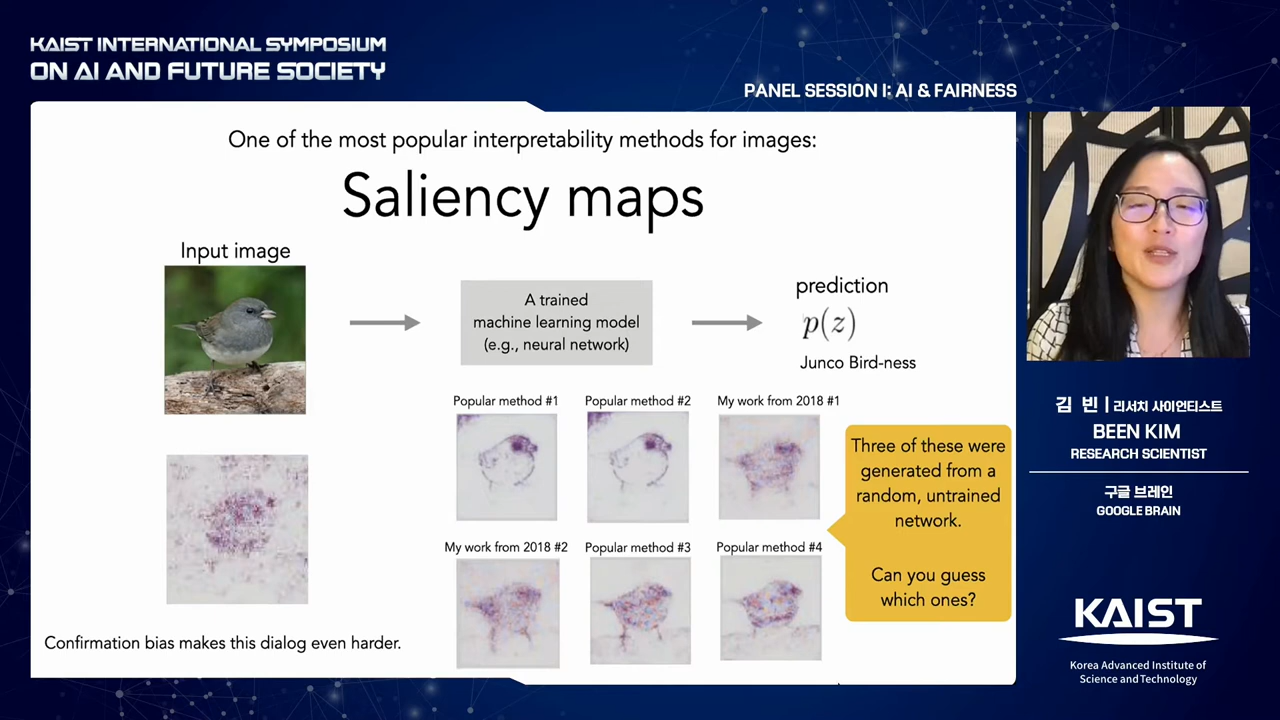 KAIST INTERNATIONAL SYMPOSIUM
ON AI AND FUTURE SOCIETY
PANEL SESSION I: AI & FAIRNESS
One of the most popular interpretability methods for images:
Saliency maps
Input image
A trained
machine learning model
(e.g., neural network)
prediction
p(z)
Junco Bird-ness
Popular method #1
Popular method #2
My work from 2018 #1
My work from 2018 #2
Popular method #3
Popular method #4
Three of these were
generated from a
random, untrained
network.
Can you guess
which ones?
Confirmation bias makes this dialog even harder.
김 빈 | 리서치 사이언티스트
BEEN KIM
RESEARCH SCIENTIST
구글 브레인
GOOGLE BRAIN
KAIST
Korea Advanced Institute of
Science and Technology